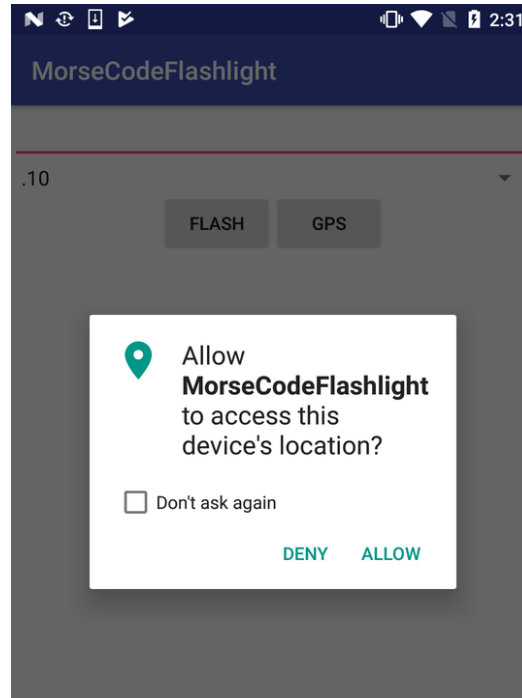 2:31
MorseCodeFlashlight
.10
FLASH GPS
Allow
MorseCodeFlashlight
to access this
device's location?
Don't ask again
DENY ALLOW